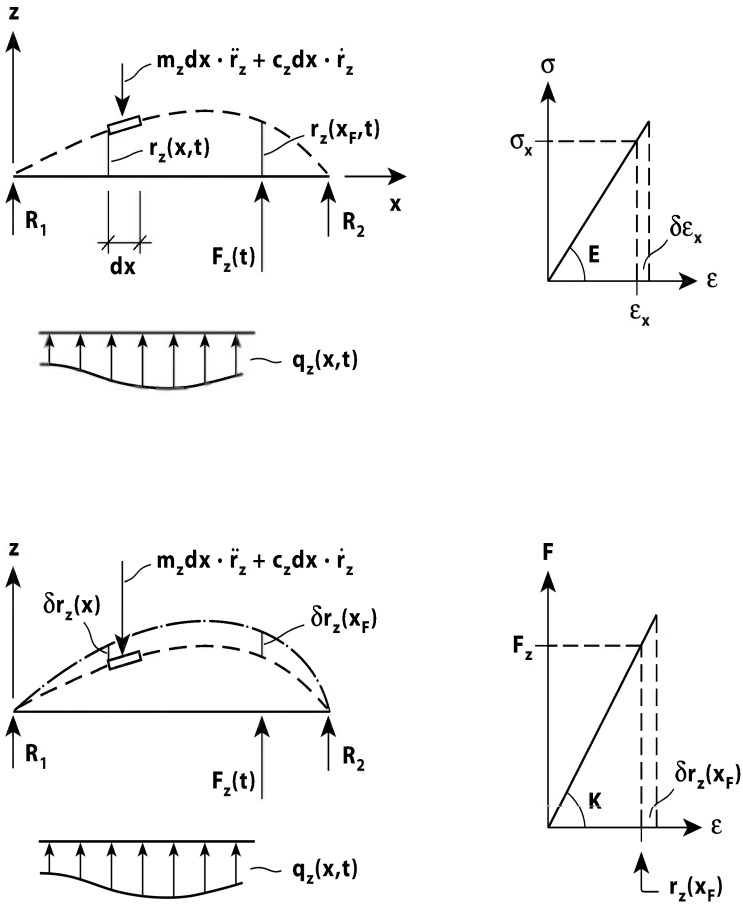 z
m_z dx · r̈_z + c_z dx · ṙ_z
r_z(x,t)
r_z(x_F,t)
x
R_1
R_2
F_z(t)
dx
q_z(x,t)
σ
σ_x
E
δε_x
ε
ε_x
z
m_z dx · r̈_z + c_z dx · ṙ_z
δr_z(x)
δr_z(x_F)
R_1
R_2
F_z(t)
q_z(x,t)
F
F_z
K
δr_z(x_F)
ε
r_z(x_F)